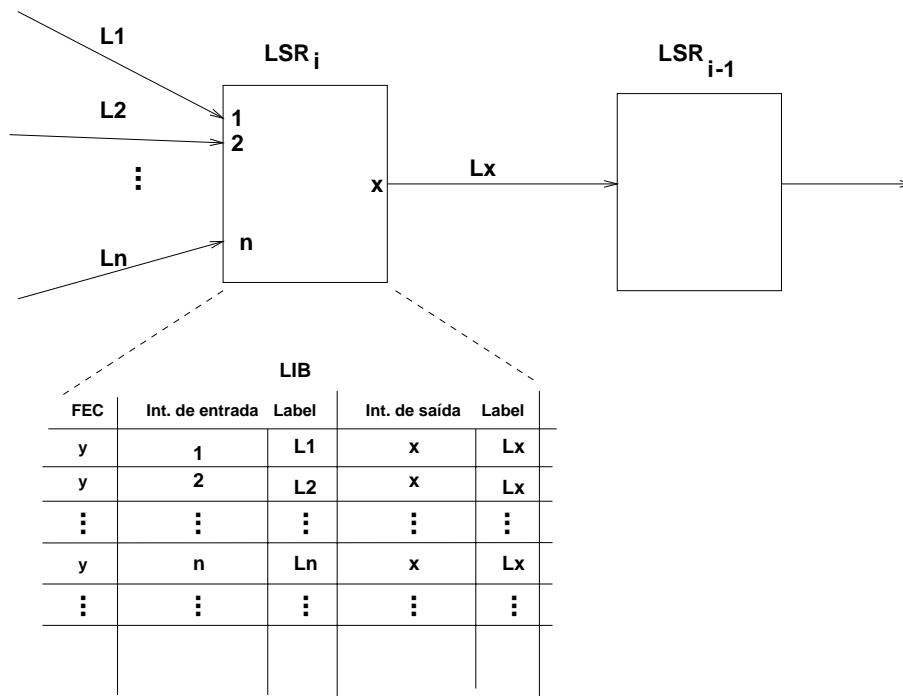 L1
LSR i
LSR i-1
L2
1
2
⋮
x
Lx
n
Ln
LIB
FEC Int. de entrada Label Int. de saída Label
y 1 L1 x Lx
y 2 L2 x Lx
⋮ ⋮ ⋮ ⋮ ⋮
y n Ln x Lx
⋮ ⋮ ⋮ ⋮ ⋮